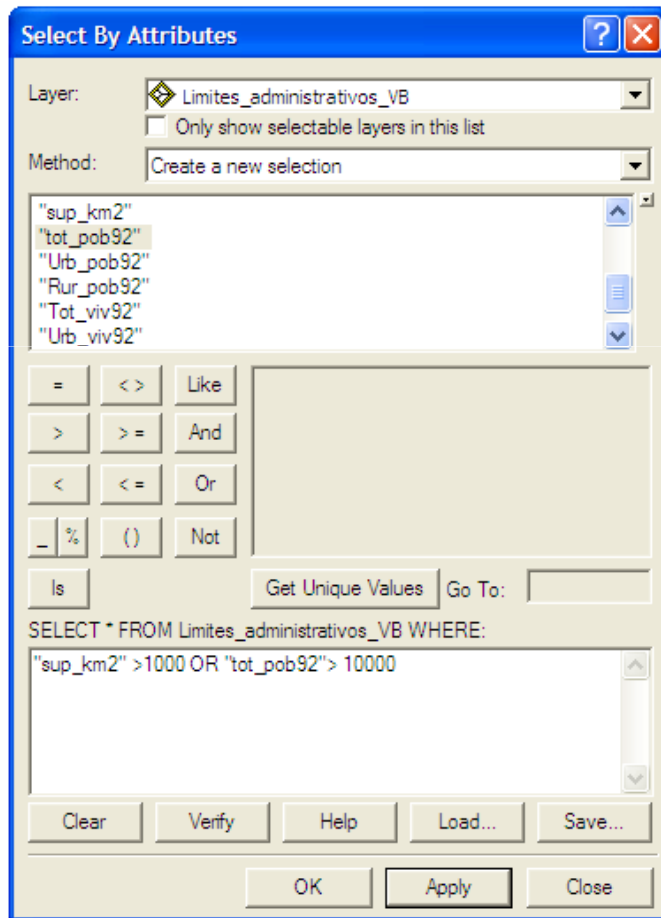 Select By Attributes
Layer: Limites_administrativos_VB
Only show selectable layers in this list
Method: Create a new selection
"sup_km2"
"tot_pob92"
"Urb_pob92"
"Rur_pob92"
"Tot_viv92"
"Urb_viv92"
= < > Like
> > = And
< < = Or
_ % ( ) Not
Is Get Unique Values Go To:
SELECT * FROM Limites_administrativos_VB WHERE:
"sup_km2" >1000 OR "tot_pob92"> 10000
Clear Verify Help Load... Save...
OK Apply Close